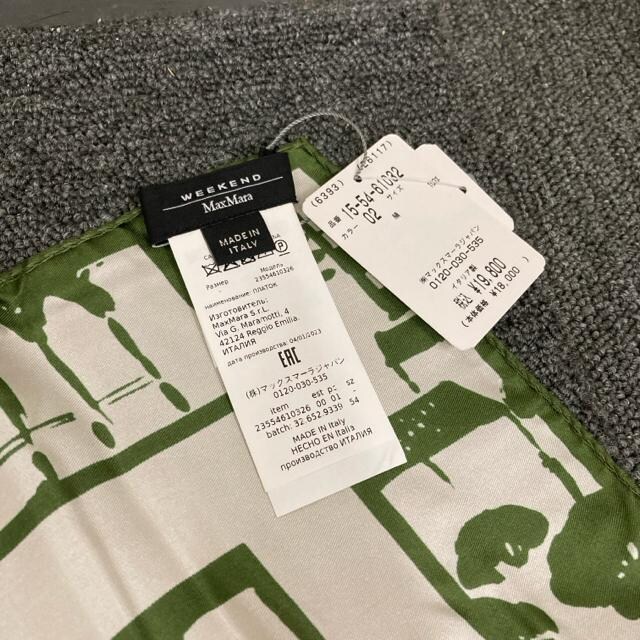 WEEKEND
MaxMara
MADE IN
ITALY
Размер
Модель
23554610326
наименование: ПЛАТОК
Изготовитель:
MaxMara S.r.L.
Via G. Maramotti, 4
42124 Reggio Emilia.
ИТАЛИЯ
дата производства: 04/01/2023
EAC
(株)マックスマーラジャパン
0120-030-535
item est p: sz
23554610326 00 01
batch: 32.652.9339 54
MADE IN Italy
HECHO EN Italia
производство ИТАЛИЯ
(6393)
6117)
品番 15-54-61032
カラー 02 サイズ
絹
㈱マックスマーラジャパン
0120-030-535
イタリア製
税込 ¥19,800
(本体価格 ¥18,000)